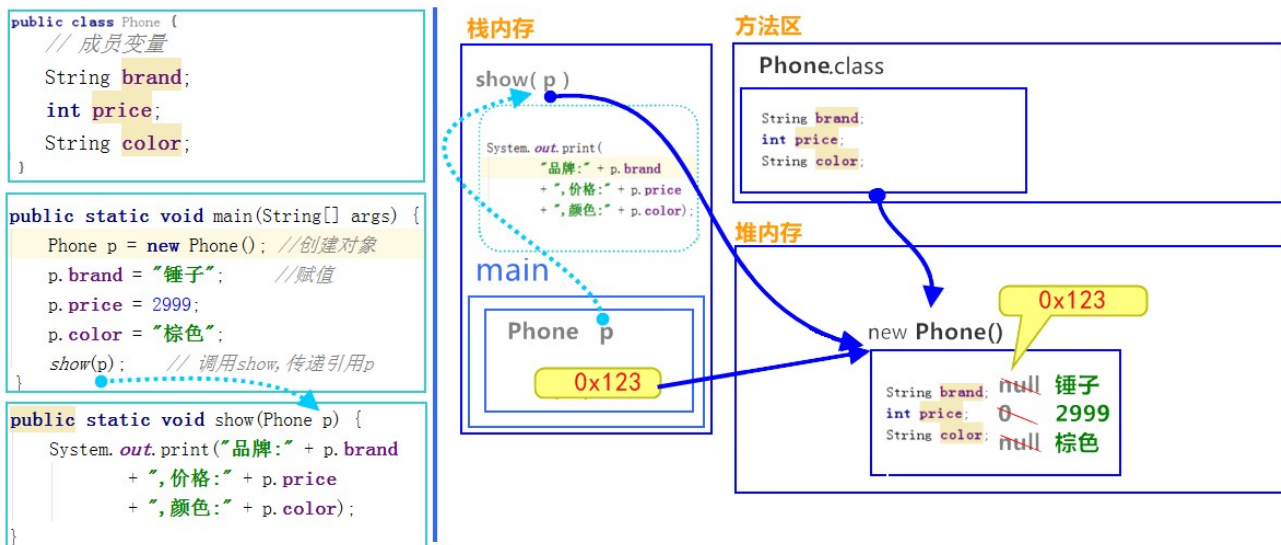 public class Phone {
// 成员变量
String brand;
int price;
String color;
}
public static void main(String[] args) {
Phone p = new Phone(); //创建对象
p.brand = "锤子"; //赋值
p.price = 2999;
p.color = "棕色";
show(p); // 调用show,传递引用p
}
public static void show(Phone p) {
System.out.print("品牌:" + p.brand
+ ",价格:" + p.price
+ ",颜色:" + p.color);
}
栈内存
show( p )
System.out.print(
"品牌:" + p.brand
+ ",价格:" + p.price
+ ",颜色:" + p.color);
main
Phone p
0x123
方法区
Phone.class
String brand;
int price;
String color;
堆内存
0x123
new Phone()
String brand; null 锤子
int price; 0 2999
String color; null 棕色